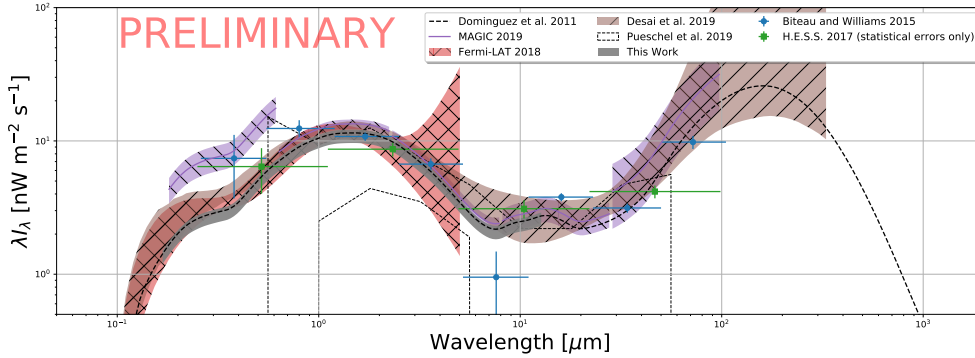 PRELIMINARY
Dominguez et al. 2011
MAGIC 2019
Fermi-LAT 2018
Desai et al. 2019
Pueschel et al. 2019
This Work
Biteau and Williams 2015
H.E.S.S. 2017 (statistical errors only)
λI_λ [nW m⁻² s⁻¹]
10²
10¹
10⁰
10⁻¹
10⁰
10¹
10²
10³
Wavelength [μm]